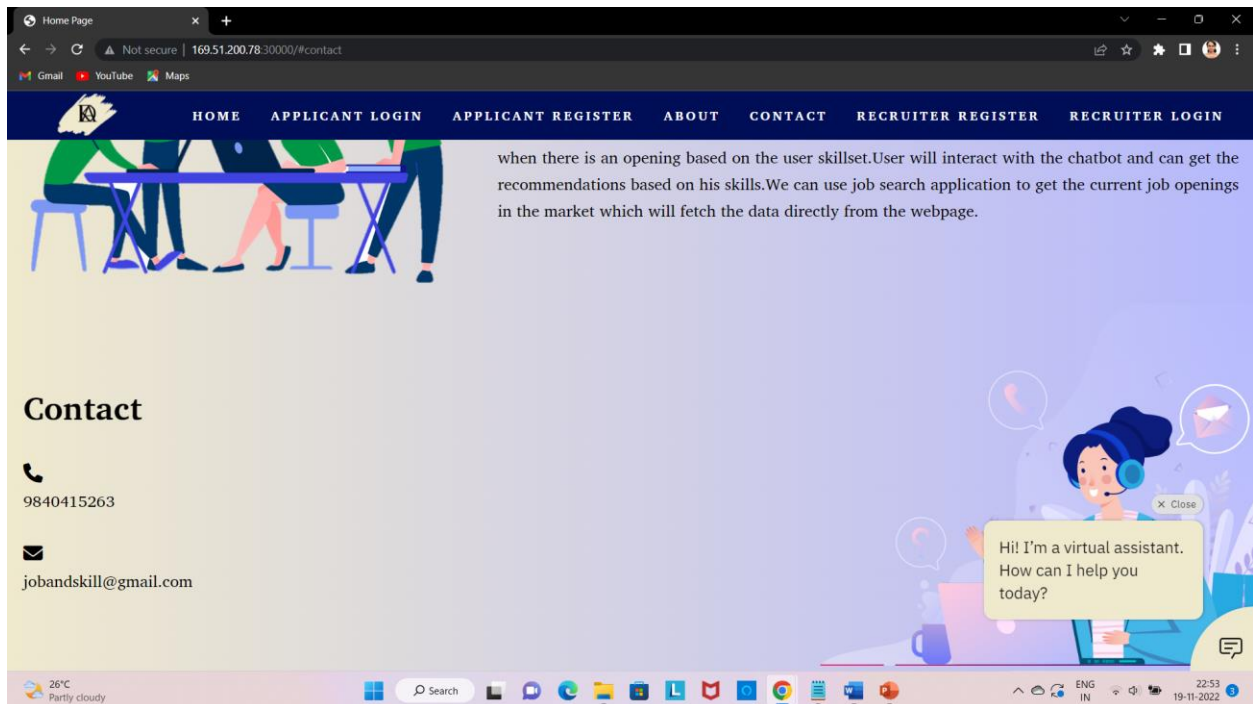 Home Page
Not secure | 169.51.200.78:30000/#contact
Gmail YouTube Maps
HOME APPLICANT LOGIN APPLICANT REGISTER ABOUT CONTACT RECRUITER REGISTER RECRUITER LOGIN
when there is an opening based on the user skillset.User will interact with the chatbot and can get the
recommendations based on his skills.We can use job search application to get the current job openings
in the market which will fetch the data directly from the webpage.
Contact
9840415263
jobandskill@gmail.com
Close
Hi! I'm a virtual assistant.
How can I help you
today?
26°C
Partly cloudy
Search
ENG
IN
22:53
19-11-2022
3